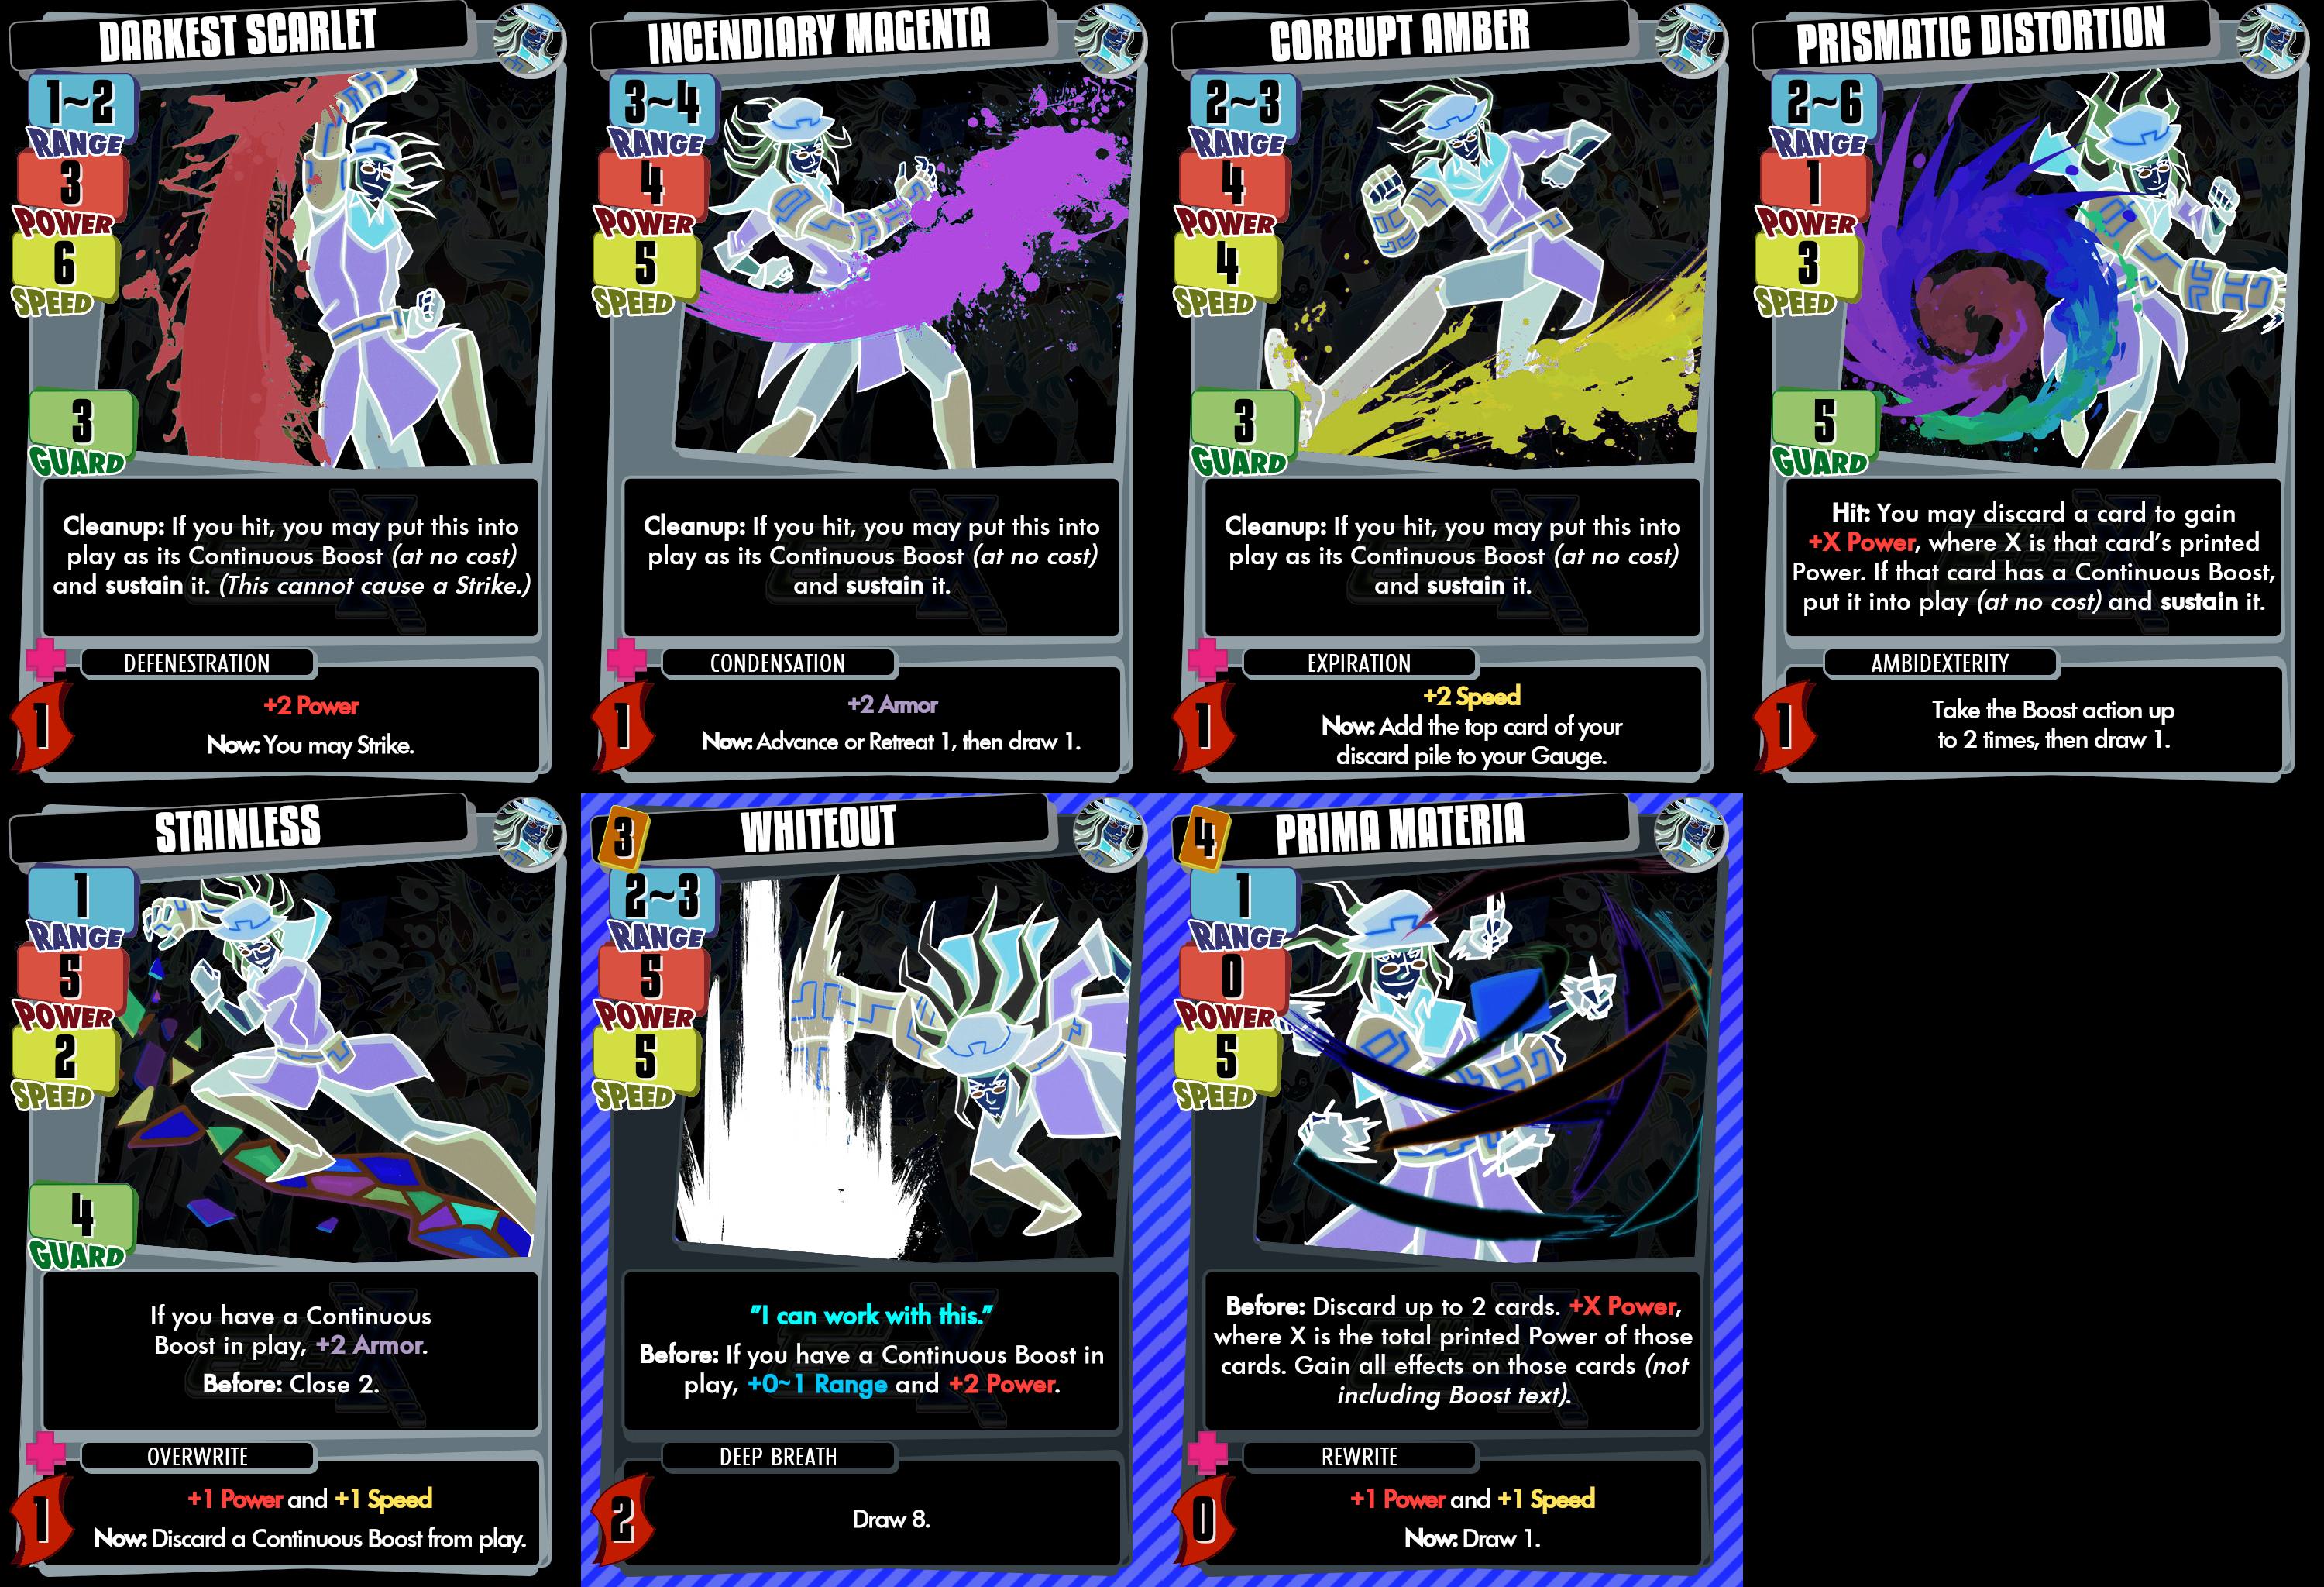 DARKEST SCARLET
1~2
RANGE
3
POWER
6
SPEED
3
GUARD
Cleanup: If you hit, you may put this into
play as its Continuous Boost (at no cost)
and sustain it. (This cannot cause a Strike.)
DEFENESTRATION
1
+2 Power
Now: You may Strike.
INCENDIARY MAGENTA
3~4
RANGE
4
POWER
5
SPEED
Cleanup: If you hit, you may put this into
play as its Continuous Boost (at no cost)
and sustain it.
CONDENSATION
1
+2 Armor
Now: Advance or Retreat 1, then draw 1.
CORRUPT AMBER
2~3
RANGE
4
POWER
4
SPEED
3
GUARD
Cleanup: If you hit, you may put this into
play as its Continuous Boost (at no cost)
and sustain it.
EXPIRATION
1
+2 Speed
Now: Add the top card of your
discard pile to your Gauge.
PRISMATIC DISTORTION
2~6
RANGE
1
POWER
3
SPEED
5
GUARD
Hit: You may discard a card to gain
+X Power, where X is that card's printed
Power. If that card has a Continuous Boost,
put it into play (at no cost) and sustain it.
AMBIDEXTERITY
1
Take the Boost action up
to 2 times, then draw 1.
STAINLESS
1
RANGE
5
POWER
2
SPEED
4
GUARD
If you have a Continuous
Boost in play, +2 Armor.
Before: Close 2.
OVERWRITE
1
+1 Power and +1 Speed
Now: Discard a Continuous Boost from play.
3
WHITEOUT
2~3
RANGE
5
POWER
5
SPEED
"I can work with this."
Before: If you have a Continuous Boost in
play, +0~1 Range and +2 Power.
DEEP BREATH
2
Draw 8.
4
PRIMA MATERIA
1
RANGE
0
POWER
5
SPEED
Before: Discard up to 2 cards. +X Power,
where X is the total printed Power of those
cards. Gain all effects on those cards (not
including Boost text).
REWRITE
0
+1 Power and +1 Speed
Now: Draw 1.